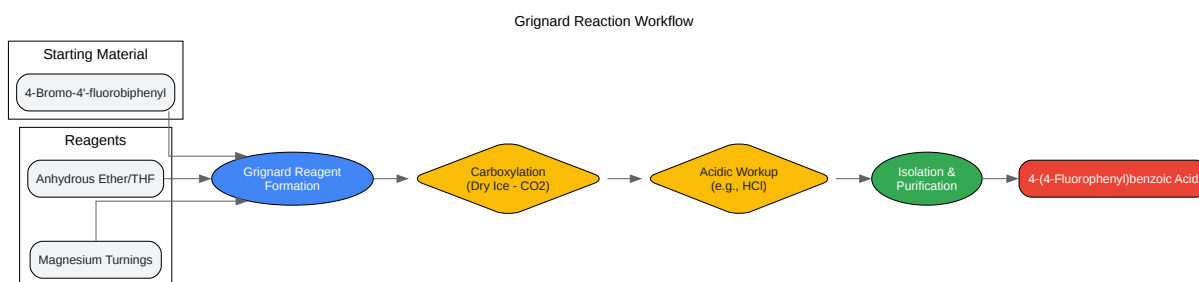 Grignard Reaction Workflow
Starting Material
4-Bromo-4'-fluorobiphenyl
Reagents
Anhydrous Ether/THF
Magnesium Turnings
Grignard Reagent
Formation
Carboxylation
(Dry Ice - CO2)
Acidic Workup
(e.g., HCl)
Isolation &
Purification
4-(4-Fluorophenyl)benzoic Acid